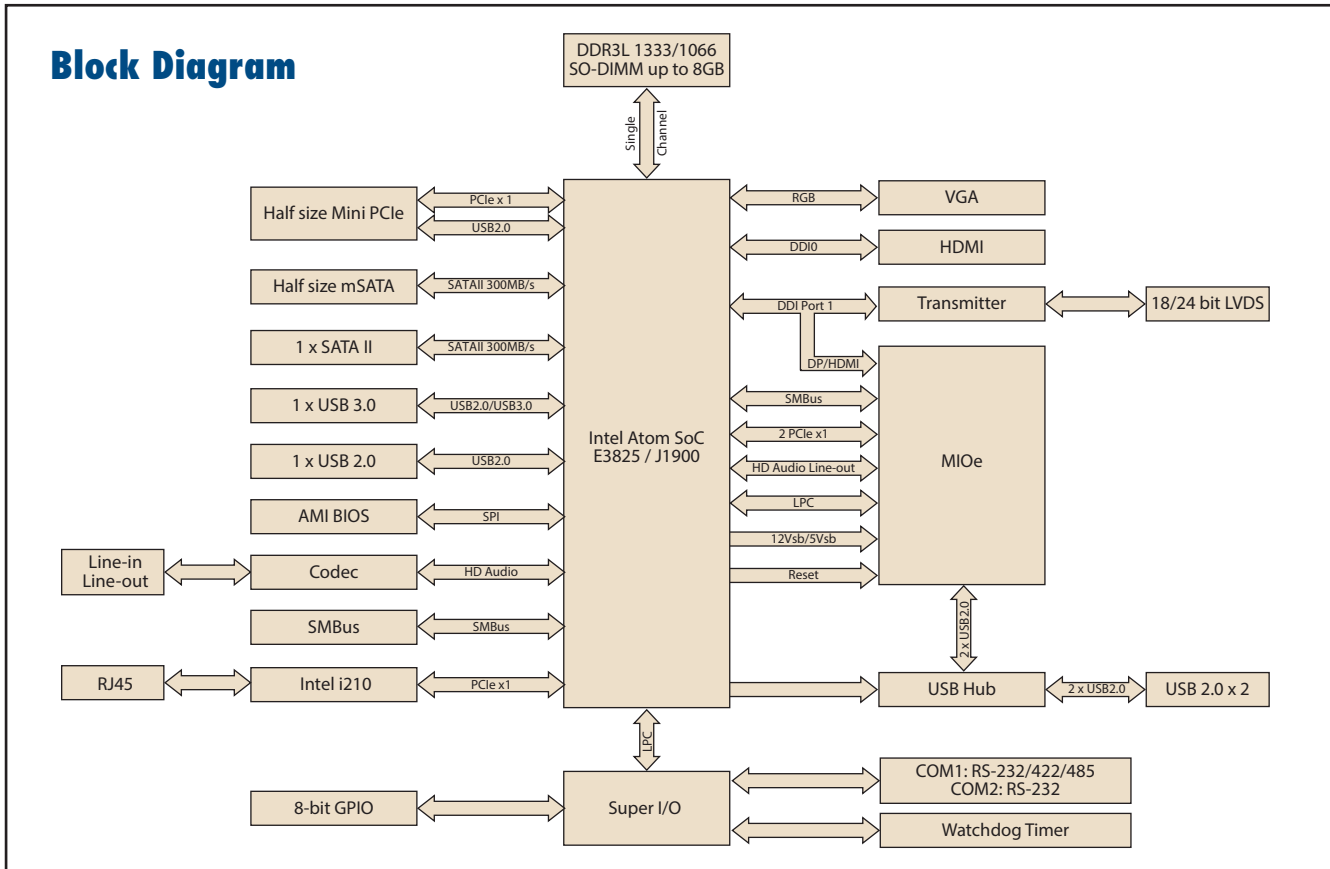 Block Diagram
DDR3L 1333/1066
SO-DIMM up to 8GB
Single
Channel
Half size Mini PCIe
PCIe x 1
USB2.0
Half size mSATA
SATAII 300MB/s
1 x SATA II
SATAII 300MB/s
1 x USB 3.0
USB2.0/USB3.0
1 x USB 2.0
USB2.0
AMI BIOS
SPI
Line-in
Line-out
Codec
HD Audio
SMBus
SMBus
RJ45
Intel i210
PCIe x1
Intel Atom SoC
E3825 / J1900
RGB
VGA
DDI0
HDMI
DDI Port 1
Transmitter
18/24 bit LVDS
DP/HDMI
SMBus
2 PCIe x1
HD Audio Line-out
LPC
12Vsb/5Vsb
Reset
MIOe
2 x USB2.0
USB Hub
2 x USB2.0
USB 2.0 x 2
LPC
8-bit GPIO
Super I/O
COM1: RS-232/422/485
COM2: RS-232
Watchdog Timer